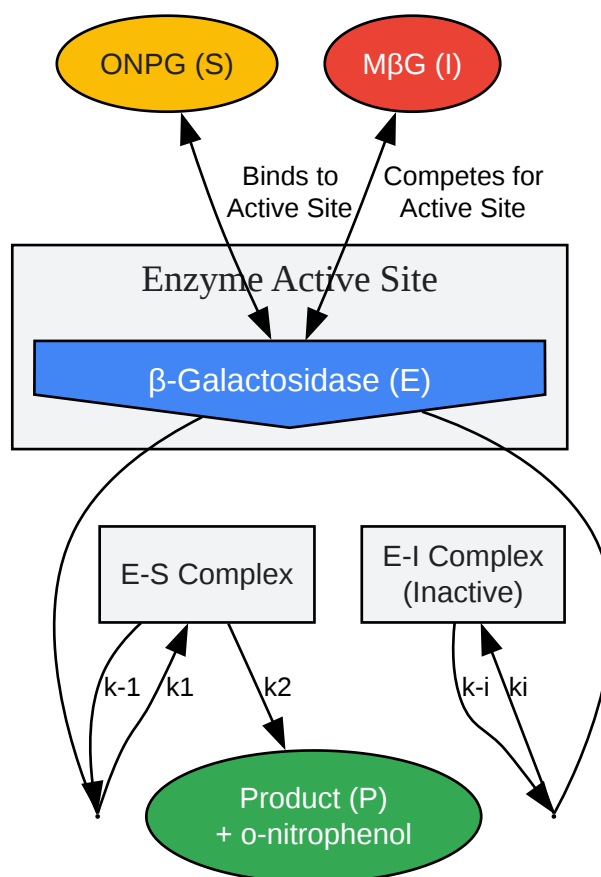 ONPG (S)
MβG (I)
Binds to
Active Site
Competes for
Active Site
Enzyme Active Site
β-Galactosidase (E)
E-S Complex
E-I Complex
(Inactive)
k-1
k1
k2
k-i
ki
Product (P)
+ o-nitrophenol